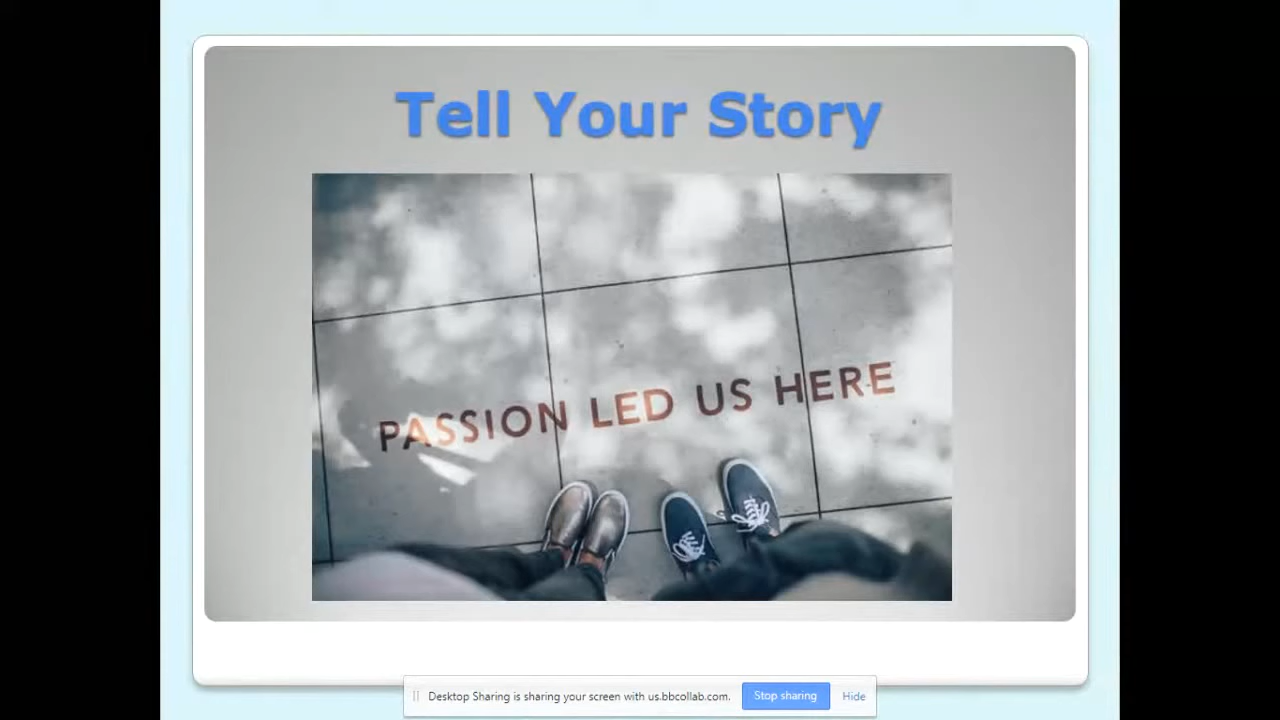 Tell Your Story
PASSION LED US HERE
Desktop Sharing is sharing your screen with us.bbcollab.com.
Stop sharing
Hide